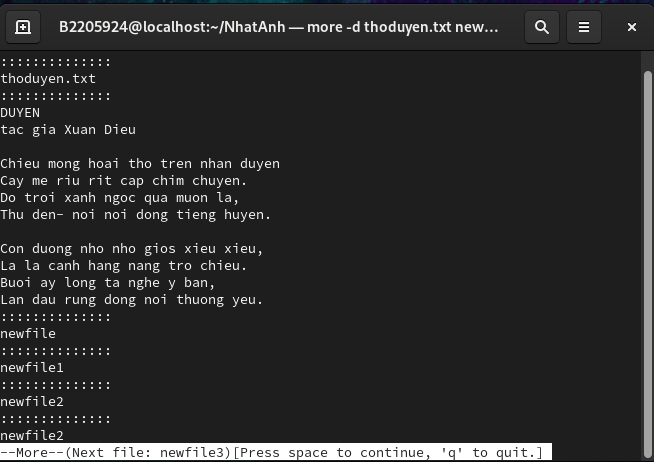 B2205924@localhost:~/NhatAnh — more -d thoduyen.txt new...
::::::::::::::
thoduyen.txt
::::::::::::::
DUYEN
tac gia Xuan Dieu

Chieu mong hoai tho tren nhan duyen
Cay me riu rit cap chim chuyen.
Do troi xanh ngoc qua muon la,
Thu den- noi noi dong tieng huyen.

Con duong nho nho gios xieu xieu,
La la canh hang nang tro chieu.
Buoi ay long ta nghe y ban,
Lan dau rung dong noi thuong yeu.
::::::::::::::
newfile
::::::::::::::
newfile1
::::::::::::::
newfile2
::::::::::::::
newfile2
--More--(Next file: newfile3)[Press space to continue, 'q' to quit.]